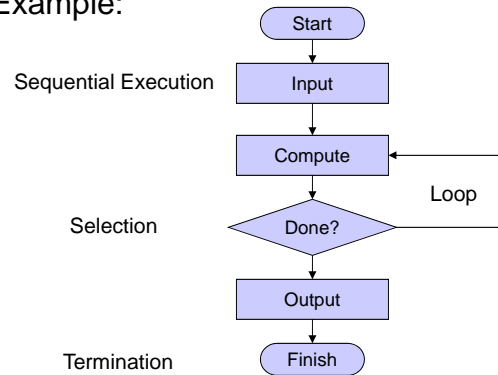 Example:
Start
Sequential Execution
Input
Compute
Loop
Selection
Done?
Output
Termination
Finish